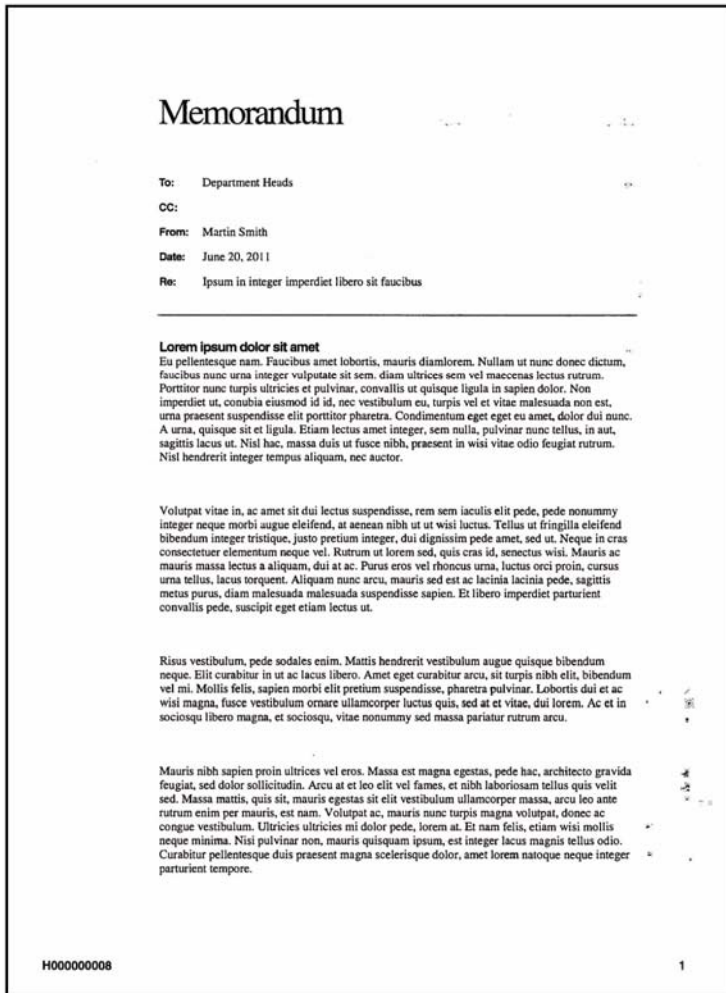 Memorandum
To: Department Heads
CC:
From: Martin Smith
Date: June 20, 2011
Re: Ipsum in integer imperdiet libero sit faucibus
Lorem ipsum dolor sit amet
Eu pellentesque nam. Faucibus amet lobortis, mauris diamlorem. Nullam ut nunc donec dictum,
faucibus nunc urna integer vulputate sit sem. diam ultrices sem vel maecenas lectus rutrum.
Porttitor nunc turpis ultricies et pulvinar, convallis ut quisque ligula in sapien dolor. Non
imperdiet ut, conubia eiusmod id id, nec vestibulum eu, turpis vel et vitae malesuada non est,
urna praesent suspendisse elit porttitor pharetra. Condimentum eget eget eu amet, dolor dui nunc.
A urna, quisque sit et ligula. Etiam lectus amet integer, sem nulla, pulvinar nunc tellus, in aut,
sagittis lacus ut. Nisl hac, massa duis ut fusce nibh, praesent in wisi vitae odio feugiat rutrum.
Nisl hendrerit integer tempus aliquam, nec auctor.
Volutpat vitae in, ac amet sit dui lectus suspendisse, rem sem iaculis elit pede, pede nonummy
integer neque morbi augue eleifend, at aenean nibh ut ut wisi luctus. Tellus ut fringilla eleifend
bibendum integer tristique, justo pretium integer, dui dignissim pede amet, sed ut. Neque in cras
consectetuer elementum neque vel. Rutrum ut lorem sed, quis cras id, senectus wisi. Mauris ac
mauris massa lectus a aliquam, dui at ac. Purus eros vel rhoncus urna, luctus orci proin, cursus
urna tellus, lacus torquent. Aliquam nunc arcu, mauris sed est ac lacinia lacinia pede, sagittis
metus purus, diam malesuada malesuada suspendisse sapien. Et libero imperdiet parturient
convallis pede, suscipit eget etiam lectus ut.
Risus vestibulum, pede sodales enim. Mattis hendrerit vestibulum augue quisque bibendum
neque. Elit curabitur in ut ac lacus libero. Amet eget curabitur arcu, sit turpis nibh elit, bibendum
vel mi. Mollis felis, sapien morbi elit pretium suspendisse, pharetra pulvinar. Lobortis dui et ac
wisi magna, fusce vestibulum ornare ullamcorper luctus quis, sed at et vitae, dui lorem. Ac et in
sociosqu libero magna, et sociosqu, vitae nonummy sed massa pariatur rutrum arcu.
Mauris nibh sapien proin ultrices vel eros. Massa est magna egestas, pede hac, architecto gravida
feugiat, sed dolor sollicitudin. Arcu at et leo elit vel fames, et nibh laboriosam tellus quis velit
sed. Massa mattis, quis sit, mauris egestas sit elit vestibulum ullamcorper massa, arcu leo ante
rutrum enim per mauris, est nam. Volutpat ac, mauris nunc turpis magna volutpat, donec ac
congue vestibulum. Ultricies ultricies mi dolor pede, lorem at. Et nam felis, etiam wisi mollis
neque minima. Nisi pulvinar non, mauris quisquam ipsum, est integer lacus magnis tellus odio.
Curabitur pellentesque duis praesent magna scelerisque dolor, amet lorem natoque neque integer
parturient tempore.
H000000008 1